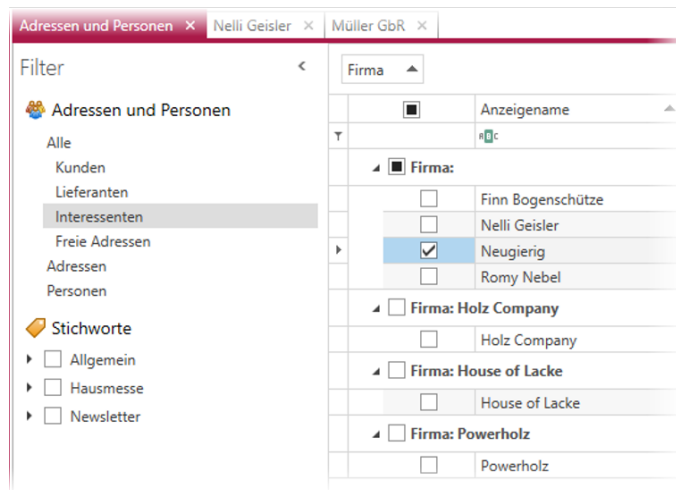 Adressen und Personen × Nelli Geisler × Müller GbR ×
Filter
Adressen und Personen
Alle
Kunden
Lieferanten
Interessenten
Freie Adressen
Adressen
Personen
Stichworte
Allgemein
Hausmesse
Newsletter
Firma
Anzeigename
ABC
Firma:
Finn Bogenschütze
Nelli Geisler
Neugierig
Romy Nebel
Firma: Holz Company
Holz Company
Firma: House of Lacke
House of Lacke
Firma: Powerholz
Powerholz